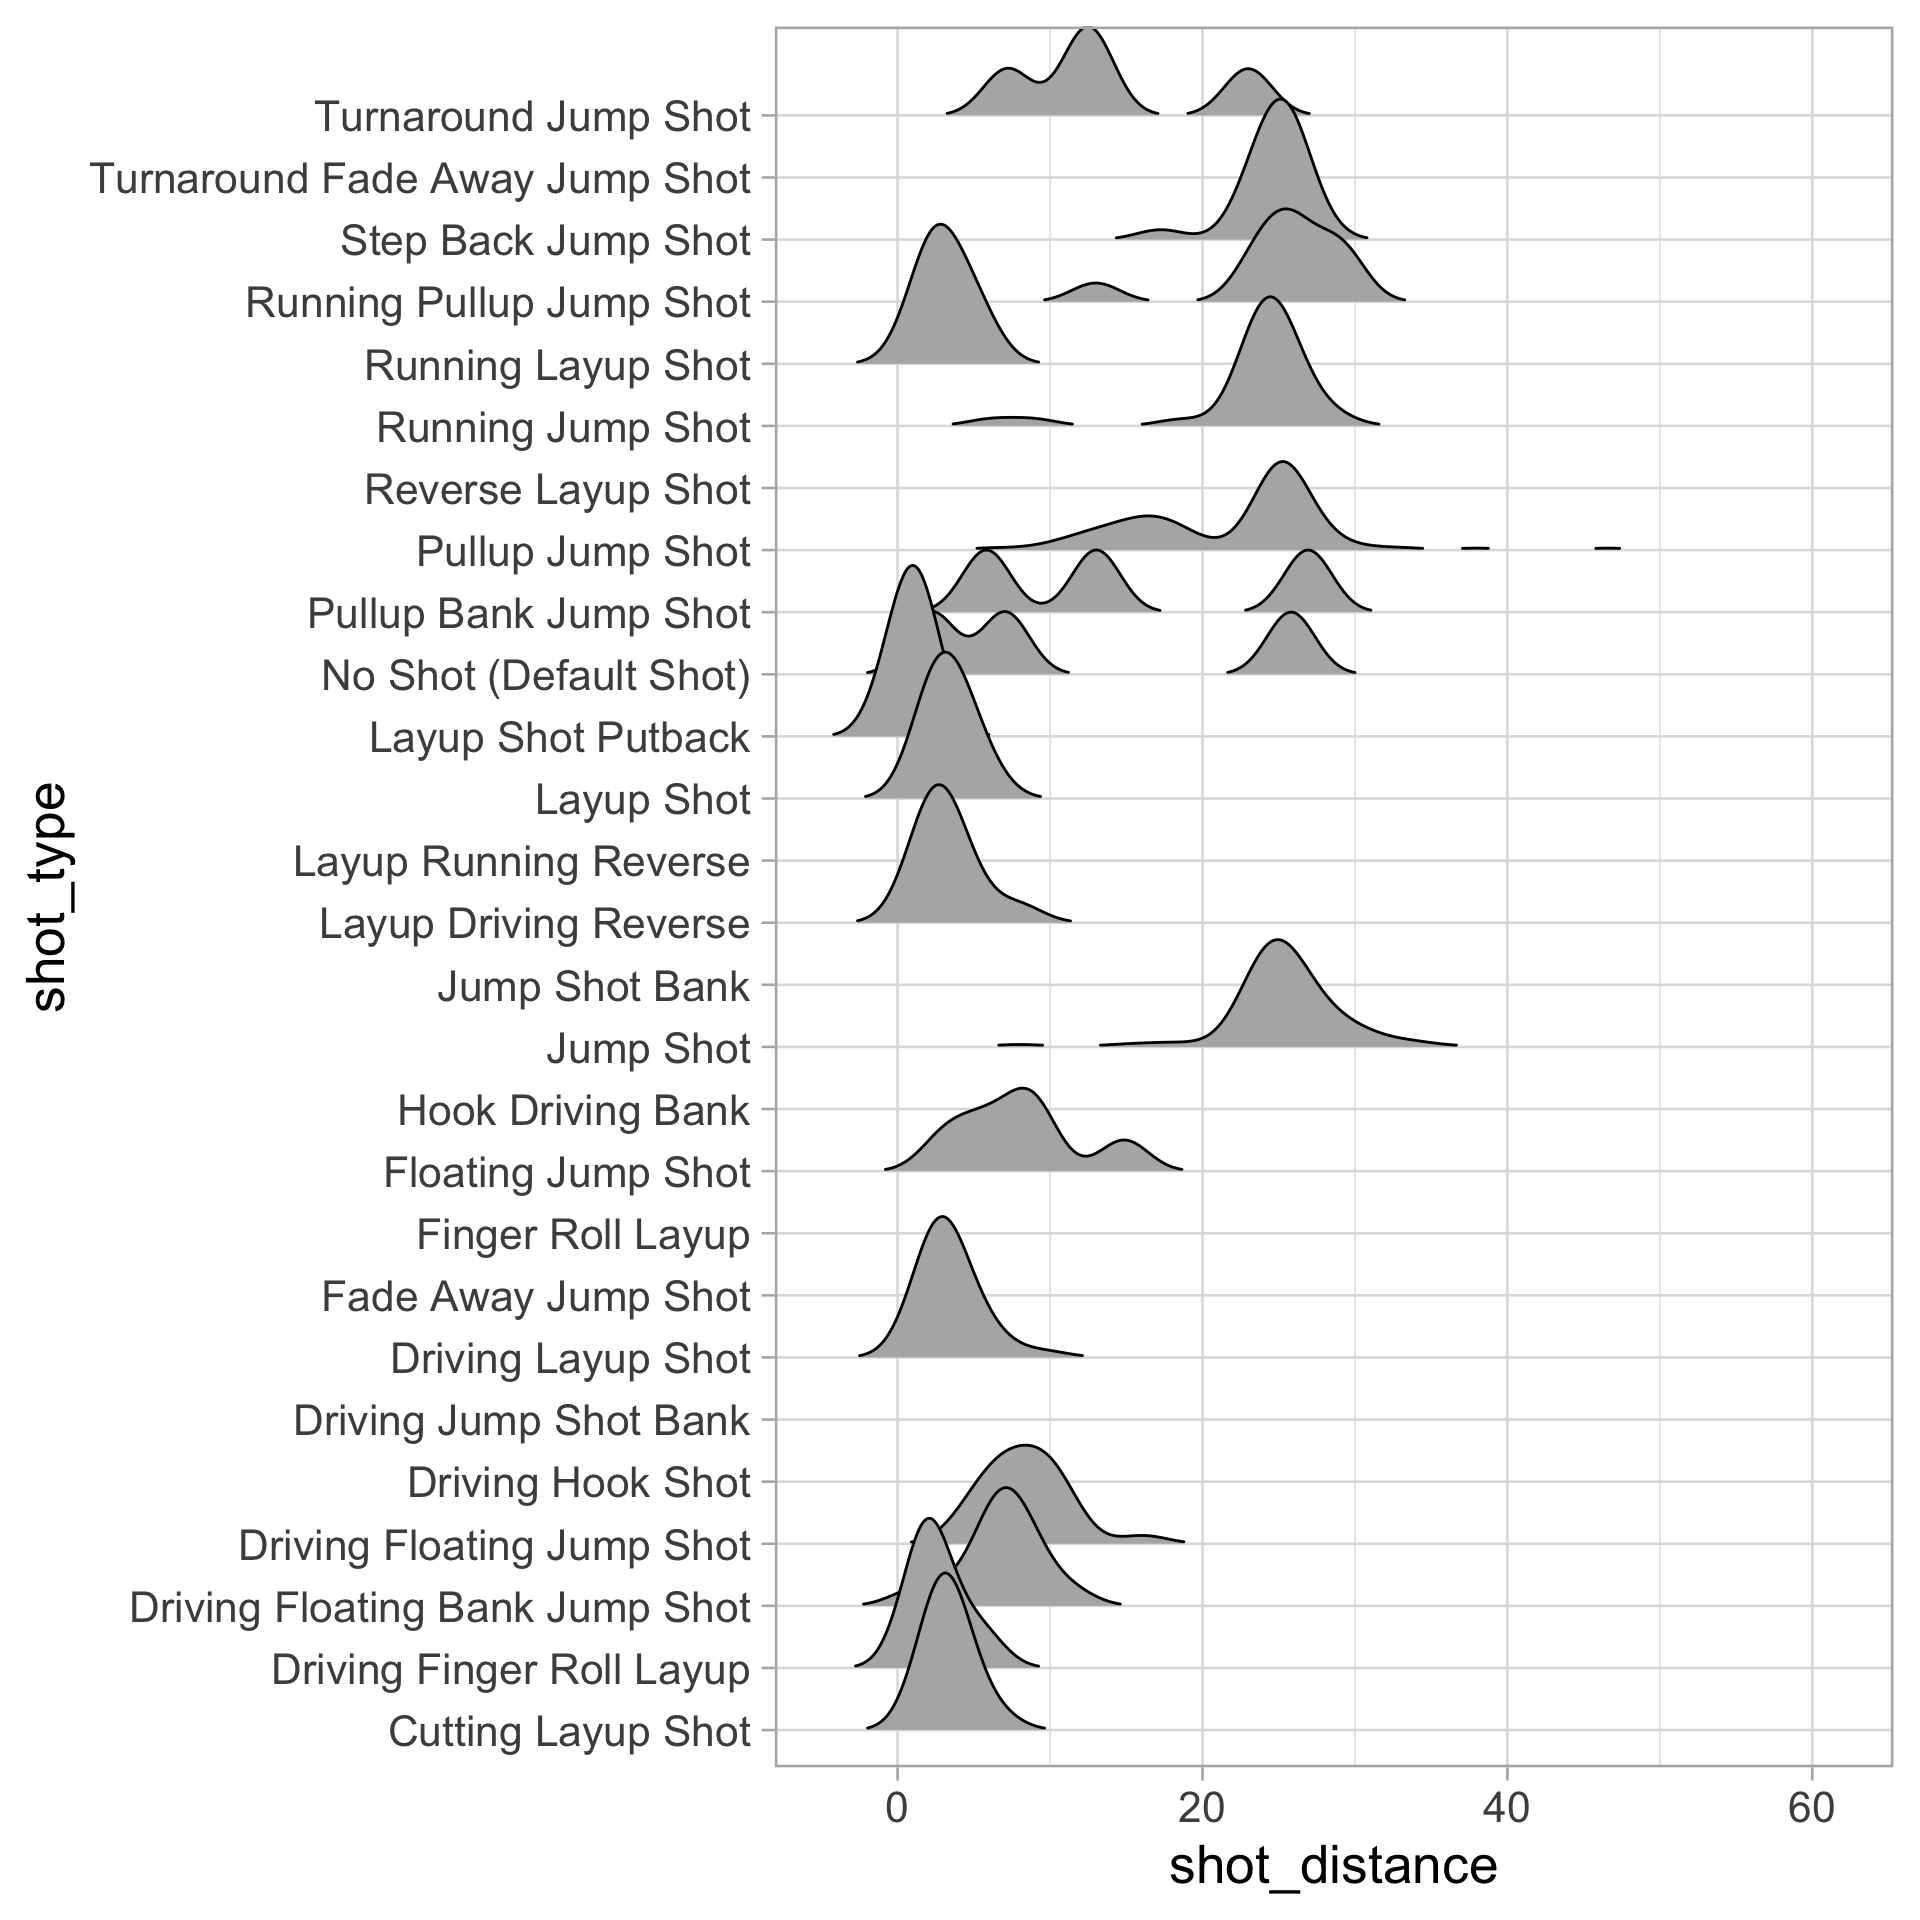 Turnaround Jump Shot
Turnaround Fade Away Jump Shot
Step Back Jump Shot
Running Pullup Jump Shot
Running Layup Shot
Running Jump Shot
Reverse Layup Shot
Pullup Jump Shot
Pullup Bank Jump Shot
No Shot (Default Shot)
Layup Shot Putback
Layup Shot
Layup Running Reverse
Layup Driving Reverse
Jump Shot Bank
Jump Shot
Hook Driving Bank
Floating Jump Shot
Finger Roll Layup
Fade Away Jump Shot
Driving Layup Shot
Driving Jump Shot Bank
Driving Hook Shot
Driving Floating Jump Shot
Driving Floating Bank Jump Shot
Driving Finger Roll Layup
Cutting Layup Shot
shot_type
0 20 40 60
shot_distance